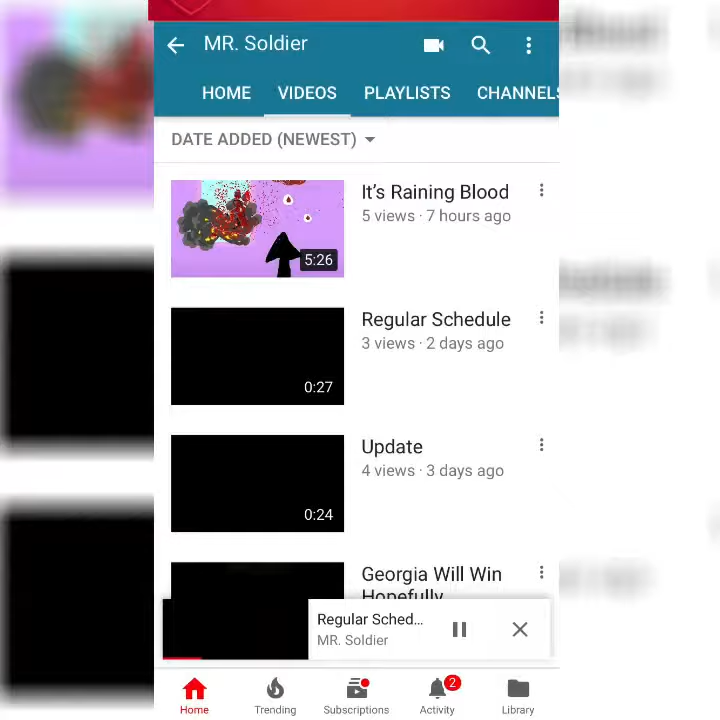 MR. Soldier
HOME VIDEOS PLAYLISTS CHANNELS
DATE ADDED (NEWEST)
It's Raining Blood
5 views · 7 hours ago
5:26
Regular Schedule
3 views · 2 days ago
0:27
Update
4 views · 3 days ago
0:24
Georgia Will Win
Hopefully
Regular Sched...
MR. Soldier
2
Home Trending Subscriptions Activity Library